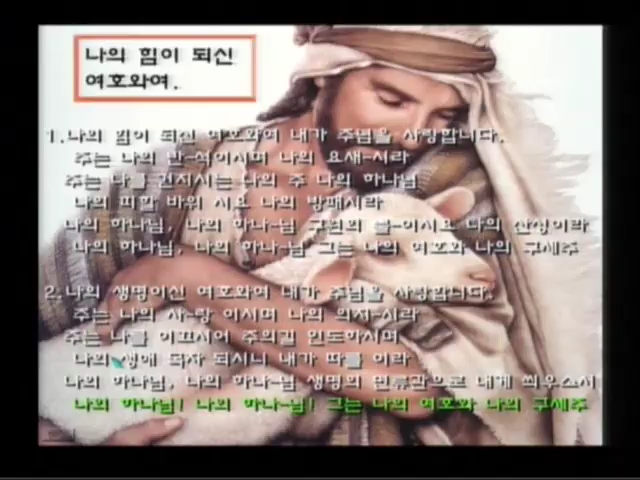 나의 힘이 되신
여호와여.
1.나의 힘이 되신 여호와여 내가 주님을 사랑합니다.
주는 나의 반-석이시며 나의 요새-시라
주는 나를 건지시는 나의 주 나의 하나님
나의 피할 바위 시요 나의 방패시라
나의 하나님, 나의 하나-님 구원의 뿔-이시요 나의 산성이라
나의 하나님, 나의 하나-님 그는 나의 여호와 나의 구세주
2.나의 생명이신 여호와여 내가 주님을 사랑합니다.
주는 나의 사-랑 이시며 나의 의지-시라
주는 나를 이끄시어 주의길 인도하시며
나의 생애 목자 되시니 내가 따를 이라
나의 하나님, 나의 하나-님 생명의 면류관으로 내게 씌우소서
나의 하나님! 나의 하나-님! 그는 나의 여호와 나의 구세주